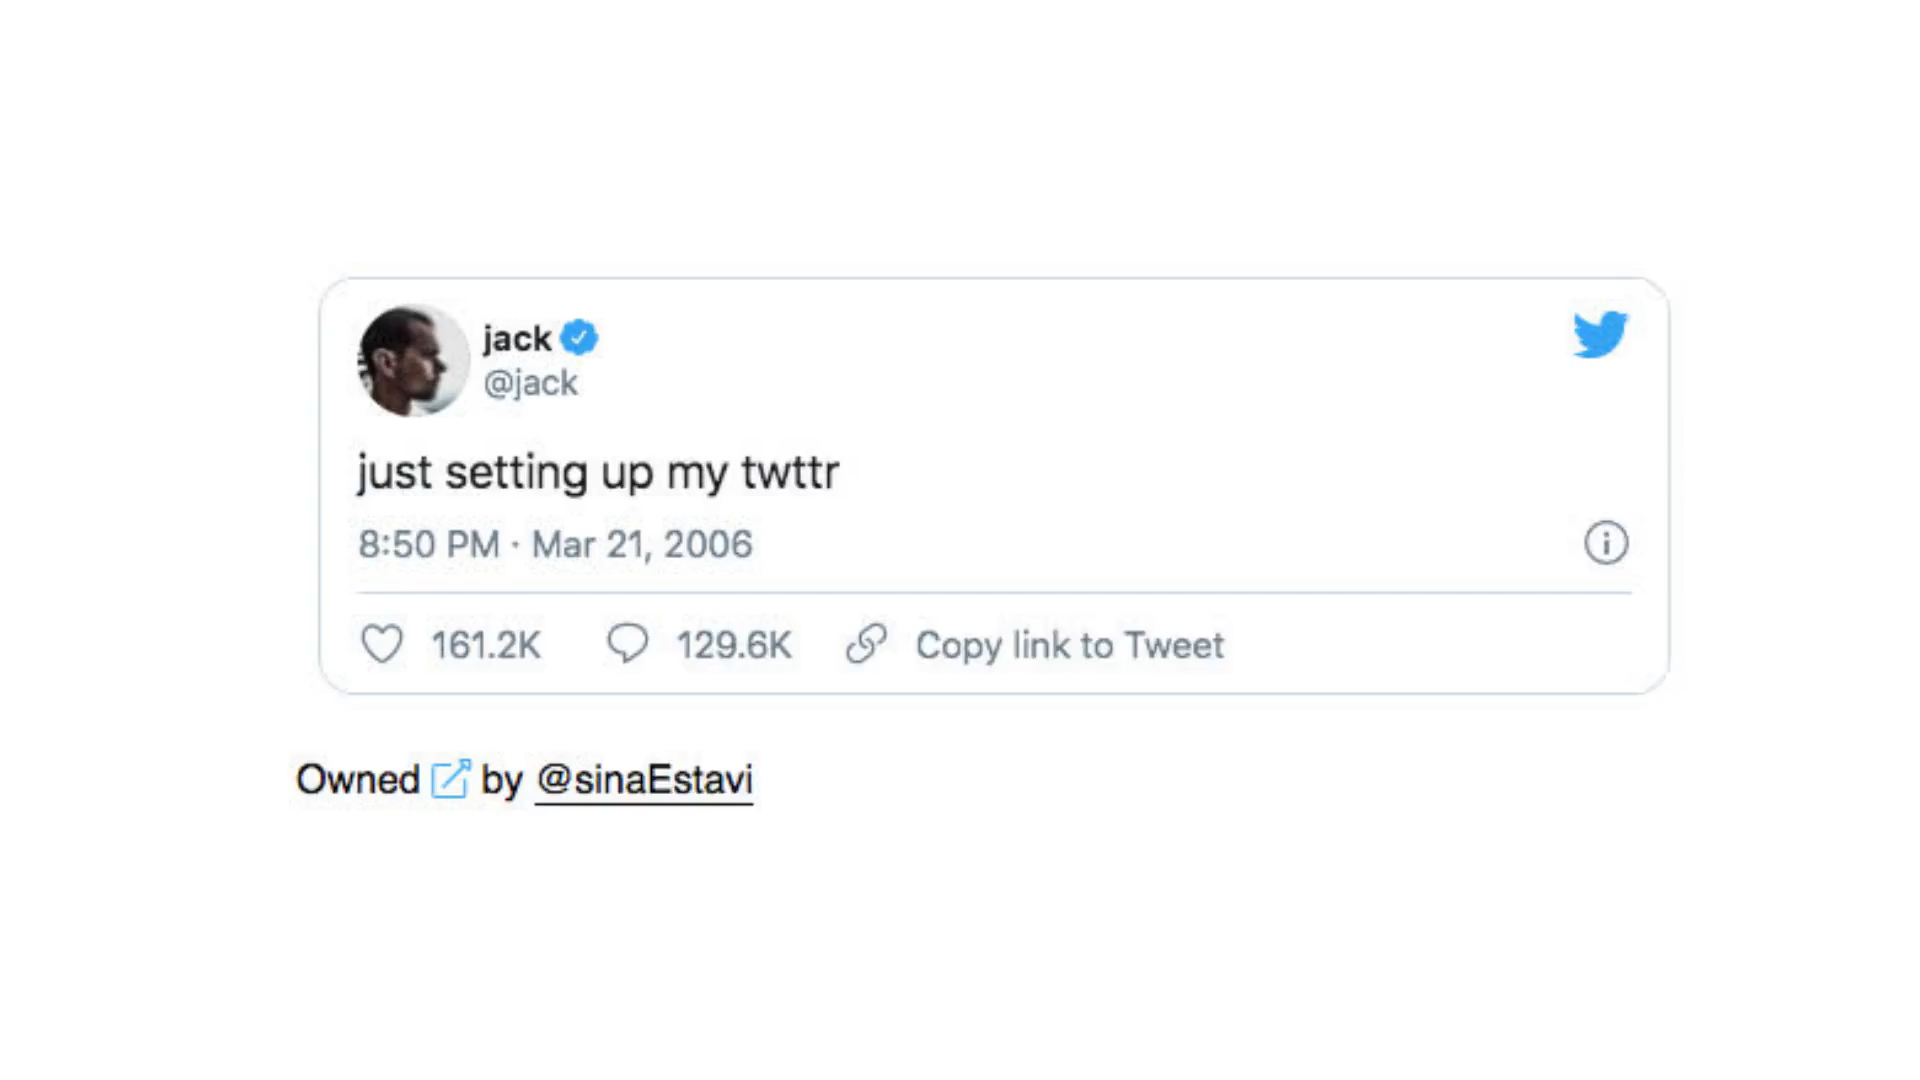 jack
@jack
just setting up my twttr
8:50 PM · Mar 21, 2006
161.2K 129.6K Copy link to Tweet
Owned by @sinaEstavi